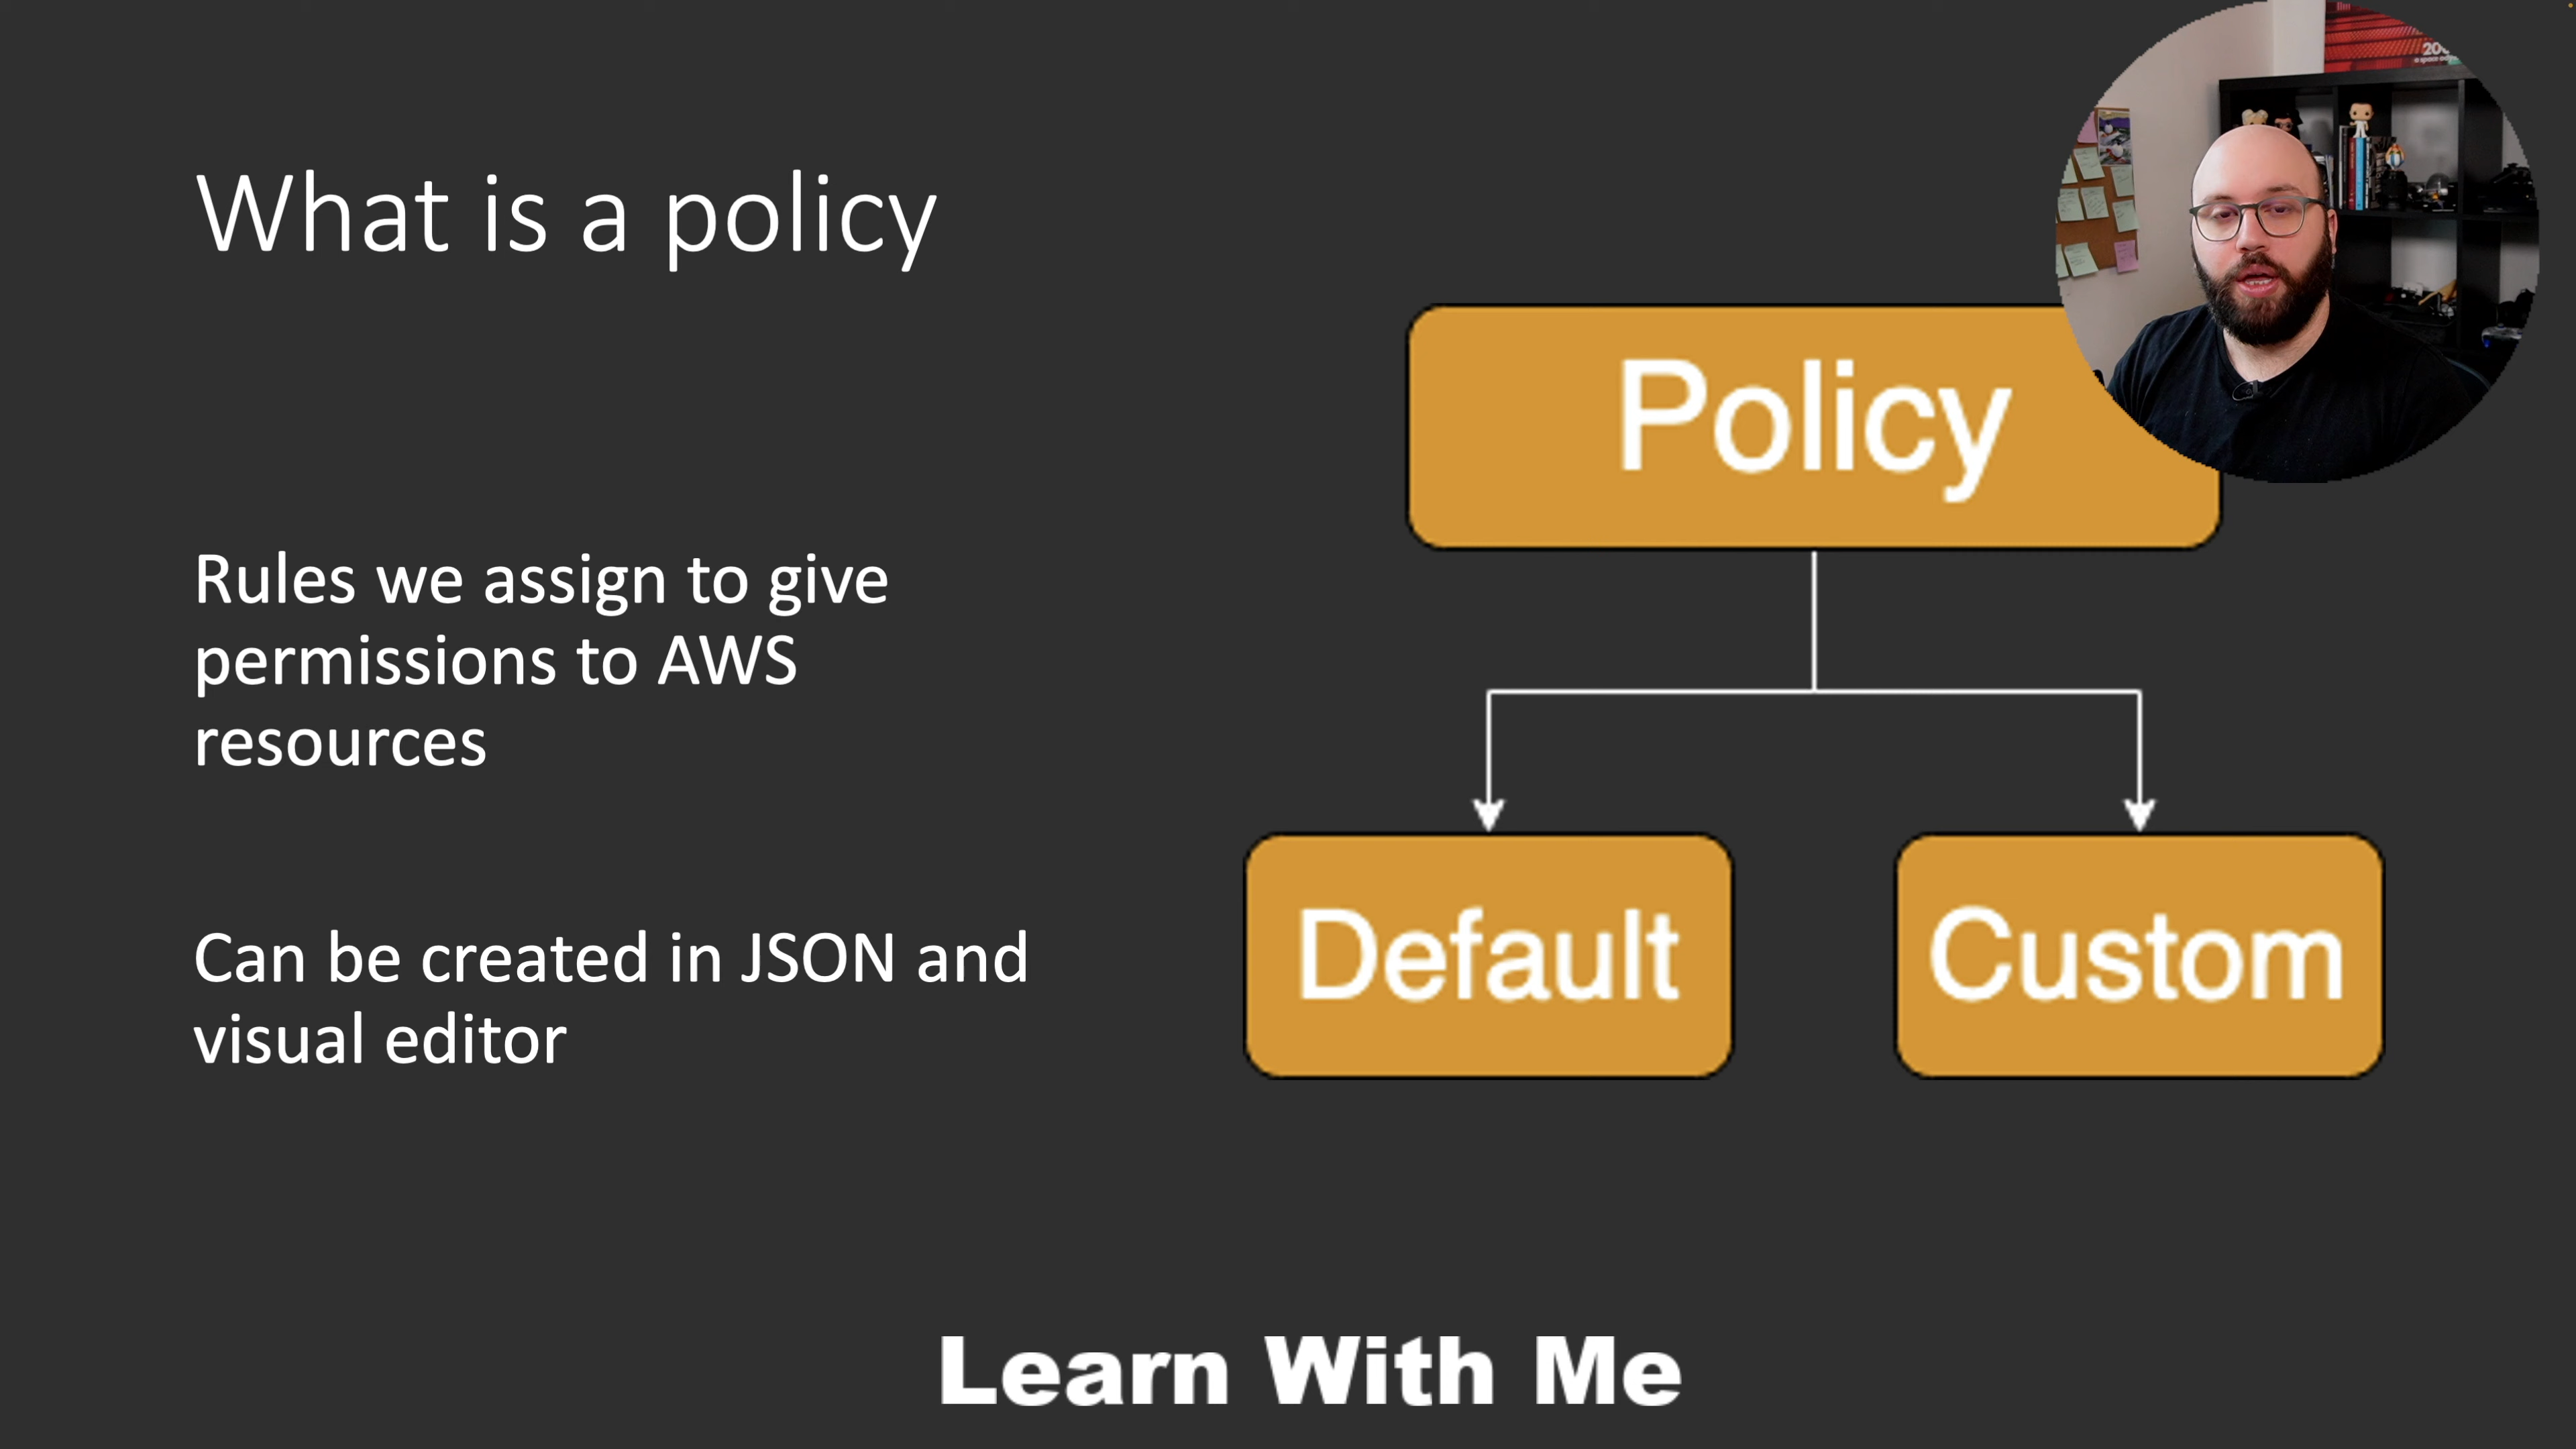 What is a policy
Rules we assign to give
permissions to AWS
resources
Can be created in JSON and
visual editor
Policy
Default
Custom
Learn With Me